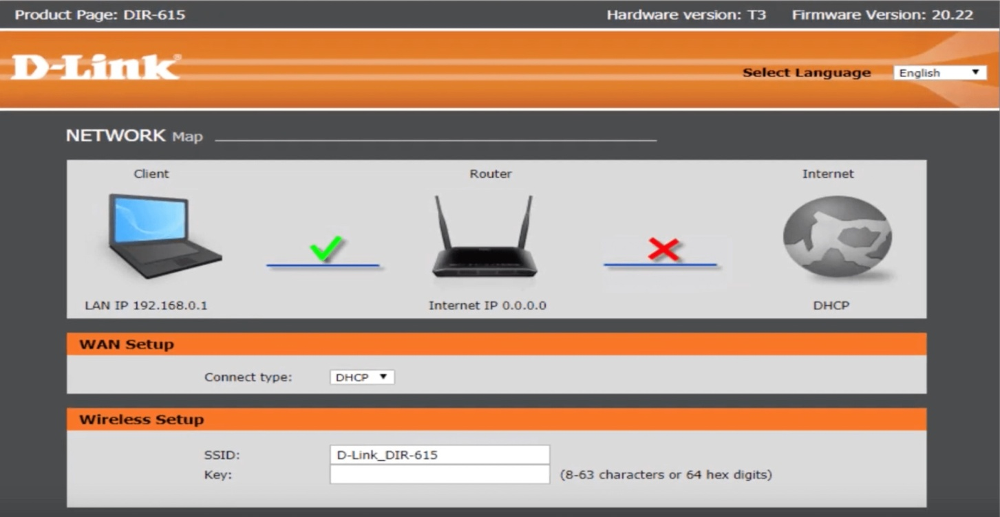 Product Page: DIR-615 Hardware version: T3 Firmware Version: 20.22
D-Link®
Select Language English
NETWORK Map
Client Router Internet
LAN IP 192.168.0.1 Internet IP 0.0.0.0 DHCP
WAN Setup
Connect type: DHCP
Wireless Setup
SSID: D-Link_DIR-615
Key: (8-63 characters or 64 hex digits)